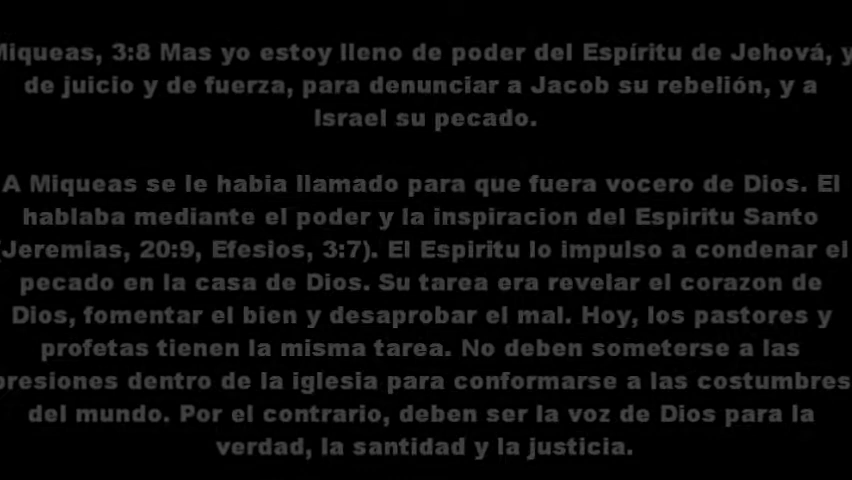 Miqueas, 3:8 Mas yo estoy lleno de poder del Espíritu de Jehová, y
de juicio y de fuerza, para denunciar a Jacob su rebelión, y a
Israel su pecado.
A Miqueas se le habia llamado para que fuera vocero de Dios. El
hablaba mediante el poder y la inspiracion del Espiritu Santo
(Jeremias, 20:9, Efesios, 3:7). El Espiritu lo impulso a condenar el
pecado en la casa de Dios. Su tarea era revelar el corazon de
Dios, fomentar el bien y desaprobar el mal. Hoy, los pastores y
profetas tienen la misma tarea. No deben someterse a las
presiones dentro de la iglesia para conformarse a las costumbres
del mundo. Por el contrario, deben ser la voz de Dios para la
verdad, la santidad y la justicia.